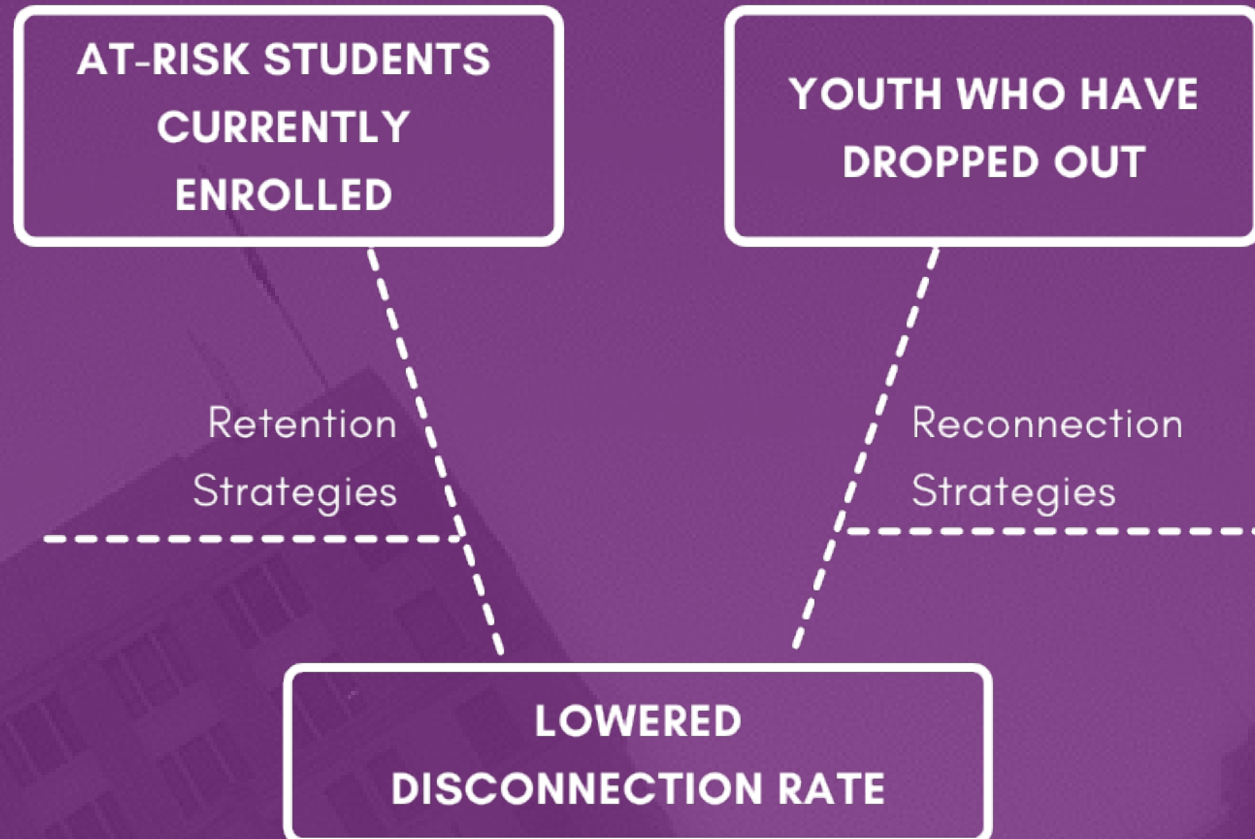 AT-RISK STUDENTS
CURRENTLY
ENROLLED
YOUTH WHO HAVE
DROPPED OUT
Retention
Strategies
Reconnection
Strategies
LOWERED
DISCONNECTION RATE